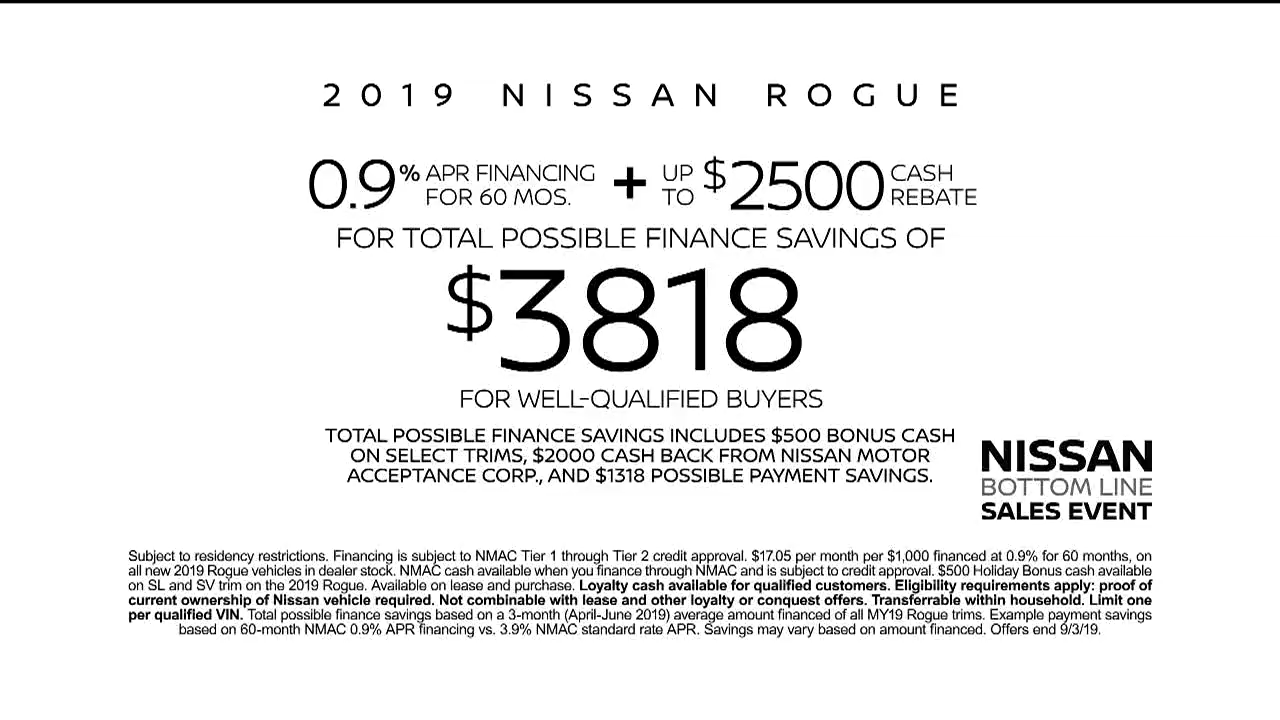 2019 NISSAN ROGUE
0.9% APR FINANCING FOR 60 MOS. + UP TO $2500 CASH REBATE
FOR TOTAL POSSIBLE FINANCE SAVINGS OF
$3818
FOR WELL-QUALIFIED BUYERS
TOTAL POSSIBLE FINANCE SAVINGS INCLUDES $500 BONUS CASH
ON SELECT TRIMS, $2000 CASH BACK FROM NISSAN MOTOR
ACCEPTANCE CORP., AND $1318 POSSIBLE PAYMENT SAVINGS.
NISSAN
BOTTOM LINE
SALES EVENT
Subject to residency restrictions. Financing is subject to NMAC Tier 1 through Tier 2 credit approval. $17.05 per month per $1,000 financed at 0.9% for 60 months, on
all new 2019 Rogue vehicles in dealer stock. NMAC cash available when you finance through NMAC and is subject to credit approval. $500 Holiday Bonus cash available
on SL and SV trim on the 2019 Rogue. Available on lease and purchase. Loyalty cash available for qualified customers. Eligibility requirements apply: proof of
current ownership of Nissan vehicle required. Not combinable with lease and other loyalty or conquest offers. Transferrable within household. Limit one
per qualified VIN. Total possible finance savings based on a 3-month (April-June 2019) average amount financed of all MY19 Rogue trims. Example payment savings
based on 60-month NMAC 0.9% APR financing vs. 3.9% NMAC standard rate APR. Savings may vary based on amount financed. Offers end 9/3/19.